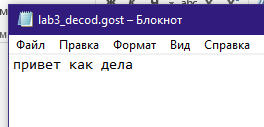 lab3_decod.gost – Блокнот
Файл Правка Формат Вид Справка
привет как дела